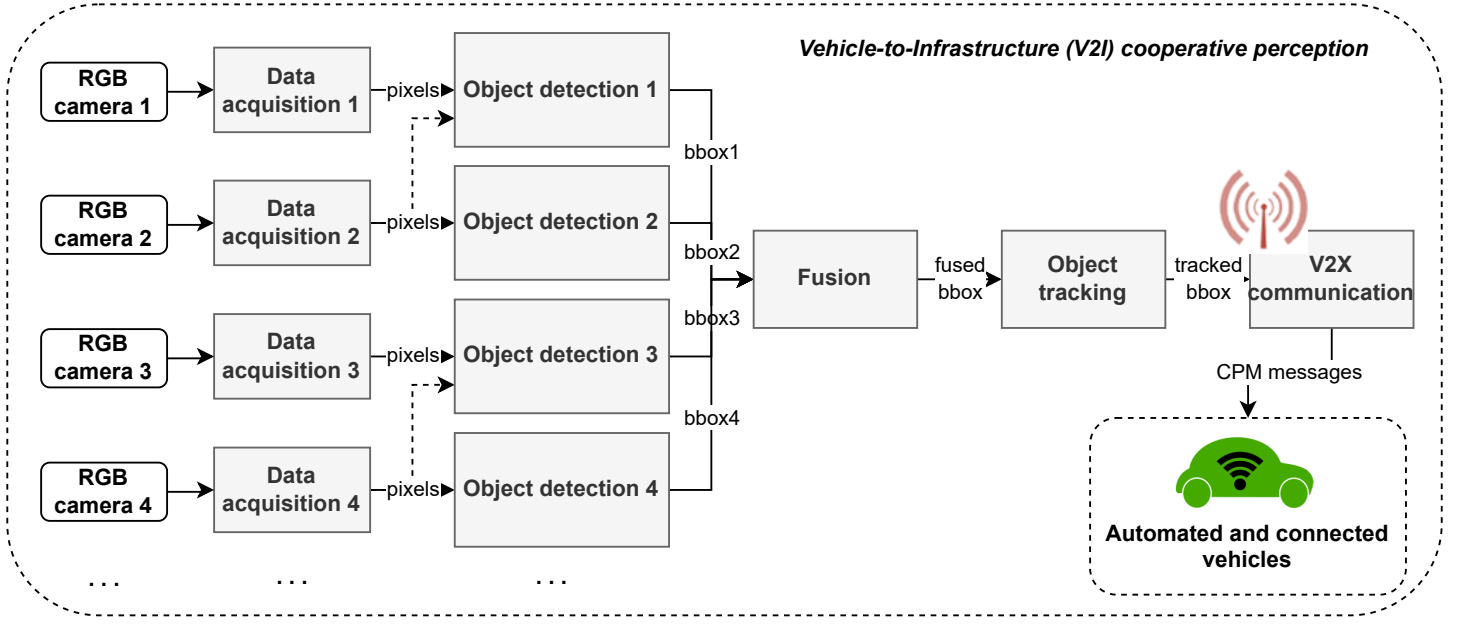 Vehicle-to-Infrastructure (V2I) cooperative perception
RGB
camera 1
Data
acquisition 1
pixels
Object detection 1
bbox1
RGB
camera 2
Data
acquisition 2
pixels
Object detection 2
bbox2
RGB
camera 3
Data
acquisition 3
pixels
Object detection 3
bbox3
RGB
camera 4
Data
acquisition 4
pixels
Object detection 4
bbox4
Fusion
fused
bbox
Object
tracking
tracked
bbox
V2X
communication
CPM messages
Automated and connected
vehicles
. . .
. . .
. . .